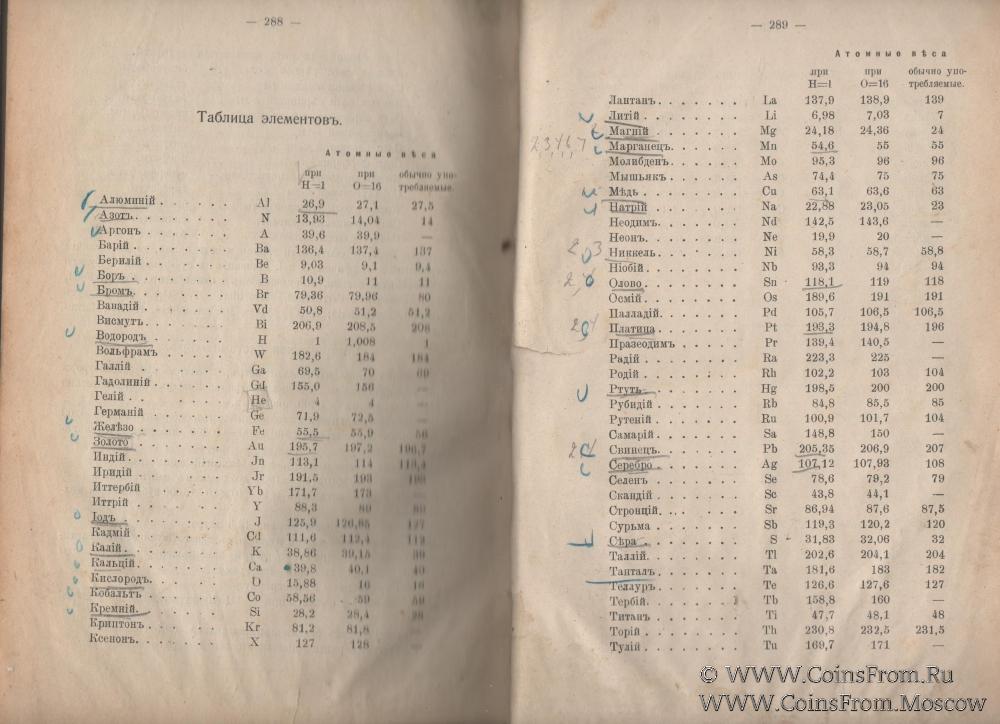 — 288 —
Таблица элементовъ.
Атомные вѣса
при при обычно упо-
H=1 O=16 требляемые.
Алюминій . . . . . . Al 26,9 27,1 27,5
Азотъ. . . . . . . . N 13,93 14,04 14
Аргонъ . . . . . . . A 39,6 39,9 —
Барій . . . . . . . . Ba 136,4 137,4 137
Берилій . . . . . . . Be 9,03 9,1 9,4
Боръ . . . . . . . . B 10,9 11 11
Бромъ. . . . . . . . Br 79,36 79,96 80
Ванадій . . . . . . . Vd 50,8 51,2 51,2
Висмутъ. . . . . . . Bi 206,9 208,5 208
Водородъ . . . . . . H 1 1,008 1
Вольфрамъ . . . . . W 182,6 184 184
Галлій . . . . . . . Ga 69,5 70 69
Гадолиній . . . . . . Gd 155,0 156 —
Гелій . . . . . . . . He 4 4 —
Германій . . . . . . Ge 71,9 72,5 —
Желѣзо . . . . . . . Fe 55,5 55,9 56
Золото . . . . . . . Au 195,7 197,2 196,7
Индій . . . . . . . . Jn 113,1 114 113,4
Иридій . . . . . . . Jr 191,5 193 193
Иттербій . . . . . . Yb 171,7 173 —
Иттрій . . . . . . . Y 88,3 89 89
Іодъ . . . . . . . . J 125,9 126,85 127
Кадмій . . . . . . . Cd 111,6 112,4 112
Калій. . . . . . . . K 38,86 39,15 39
Кальцій . . . . . . . Ca 39,8 40,1 40
Кислородъ. . . . . . O 15,88 16 16
Кобальтъ . . . . . . Co 58,56 59 59
Кремній. . . . . . . Si 28,2 28,4 28
Криптонъ . . . . . . Kr 81,2 81,8 —
Ксенонъ. . . . . . . X 127 128 —
— 289 —
Атомные вѣса
при при обычно упо-
H=1 O=16 требляемые.
Лантанъ. . . . . . . La 137,9 138,9 139
Литій . . . . . . . . Li 6,98 7,03 7
Магній . . . . . . . Mg 24,18 24,36 24
Марганецъ. . . . . . Mn 54,6 55 55
Молибденъ. . . . . . Mo 95,3 96 96
Мышьякъ . . . . . . As 74,4 75 75
Мѣдь . . . . . . . . Cu 63,1 63,6 63
Натрій . . . . . . . Na 22,88 23,05 23
Неодимъ. . . . . . . Nd 142,5 143,6 —
Неонъ. . . . . . . . Ne 19,9 20 —
Никкель . . . . . . . Ni 58,3 58,7 58,8
Ніобій. . . . . . . . Nb 93,3 94 94
Олово. . . . . . . . Sn 118,1 119 118
Осмій. . . . . . . . Os 189,6 191 191
Палладій. . . . . . . Pd 105,7 106,5 106,5
Платина. . . . . . . Pt 193,3 194,8 196
Празеодимъ . . . . . Pr 139,4 140,5 —
Радій . . . . . . . . Ra 223,3 225 —
Родій. . . . . . . . Rh 102,2 103 104
Ртуть. . . . . . . . Hg 198,5 200 200
Рубидій . . . . . . . Rb 84,8 85,5 85
Рутеній . . . . . . . Ru 100,9 101,7 104
Самарій. . . . . . . Sa 148,8 150 —
Свинецъ. . . . . . . Pb 205,35 206,9 207
Серебро. . . . . . . Ag 107,12 107,93 108
Селенъ . . . . . . . Se 78,6 79,2 79
Скандій . . . . . . . Sc 43,8 44,1 —
Стронцій. . . . . . . Sr 86,94 87,6 87,5
Сурьма . . . . . . . Sb 119,3 120,2 120
Сѣра. . . . . . . . . S 31,83 32,06 32
Таллій. . . . . . . . Tl 202,6 204,1 204
Танталъ. . . . . . . Ta 181,6 183 182
Теллуръ. . . . . . . Te 126,6 127,6 127
Тербій. . . . . . . . Tb 158,8 160 —
Титанъ . . . . . . . Ti 47,7 48,1 48
Торій . . . . . . . . Th 230,8 232,5 231,5
Тулій . . . . . . . . Tu 169,7 171 —
© WWW.CoinsFrom.Ru
WWW.CoinsFrom.Moscow